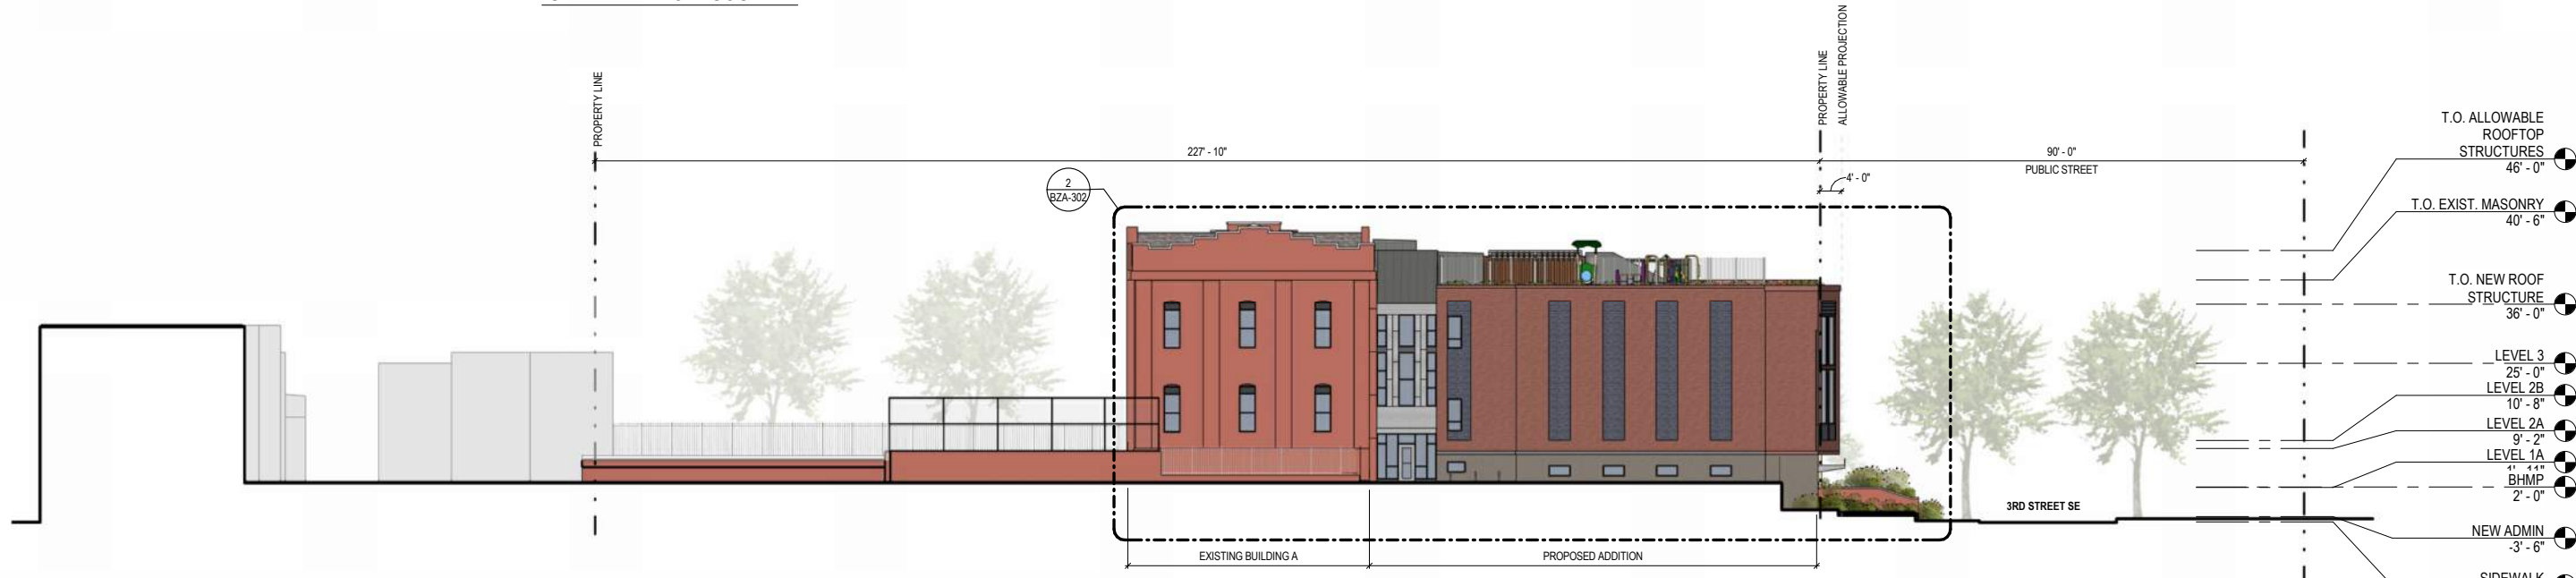 PROPERTY LINE
PROPERTY LINE
ALLOWABLE PROJECTION
227' - 10"
90' - 0"
PUBLIC STREET
4' - 0"
2
BZA-302
T.O. ALLOWABLE
ROOFTOP
STRUCTURES
46' - 0"
T.O. EXIST. MASONRY
40' - 6"
T.O. NEW ROOF
STRUCTURE
36' - 0"
LEVEL 3
25' - 0"
LEVEL 2B
10' - 8"
LEVEL 2A
9' - 2"
LEVEL 1A
1' - 11"
BHMP
2' - 0"
3RD STREET SE
NEW ADMIN
-3' - 6"
EXISTING BUILDING A
PROPOSED ADDITION
SIDEWALK